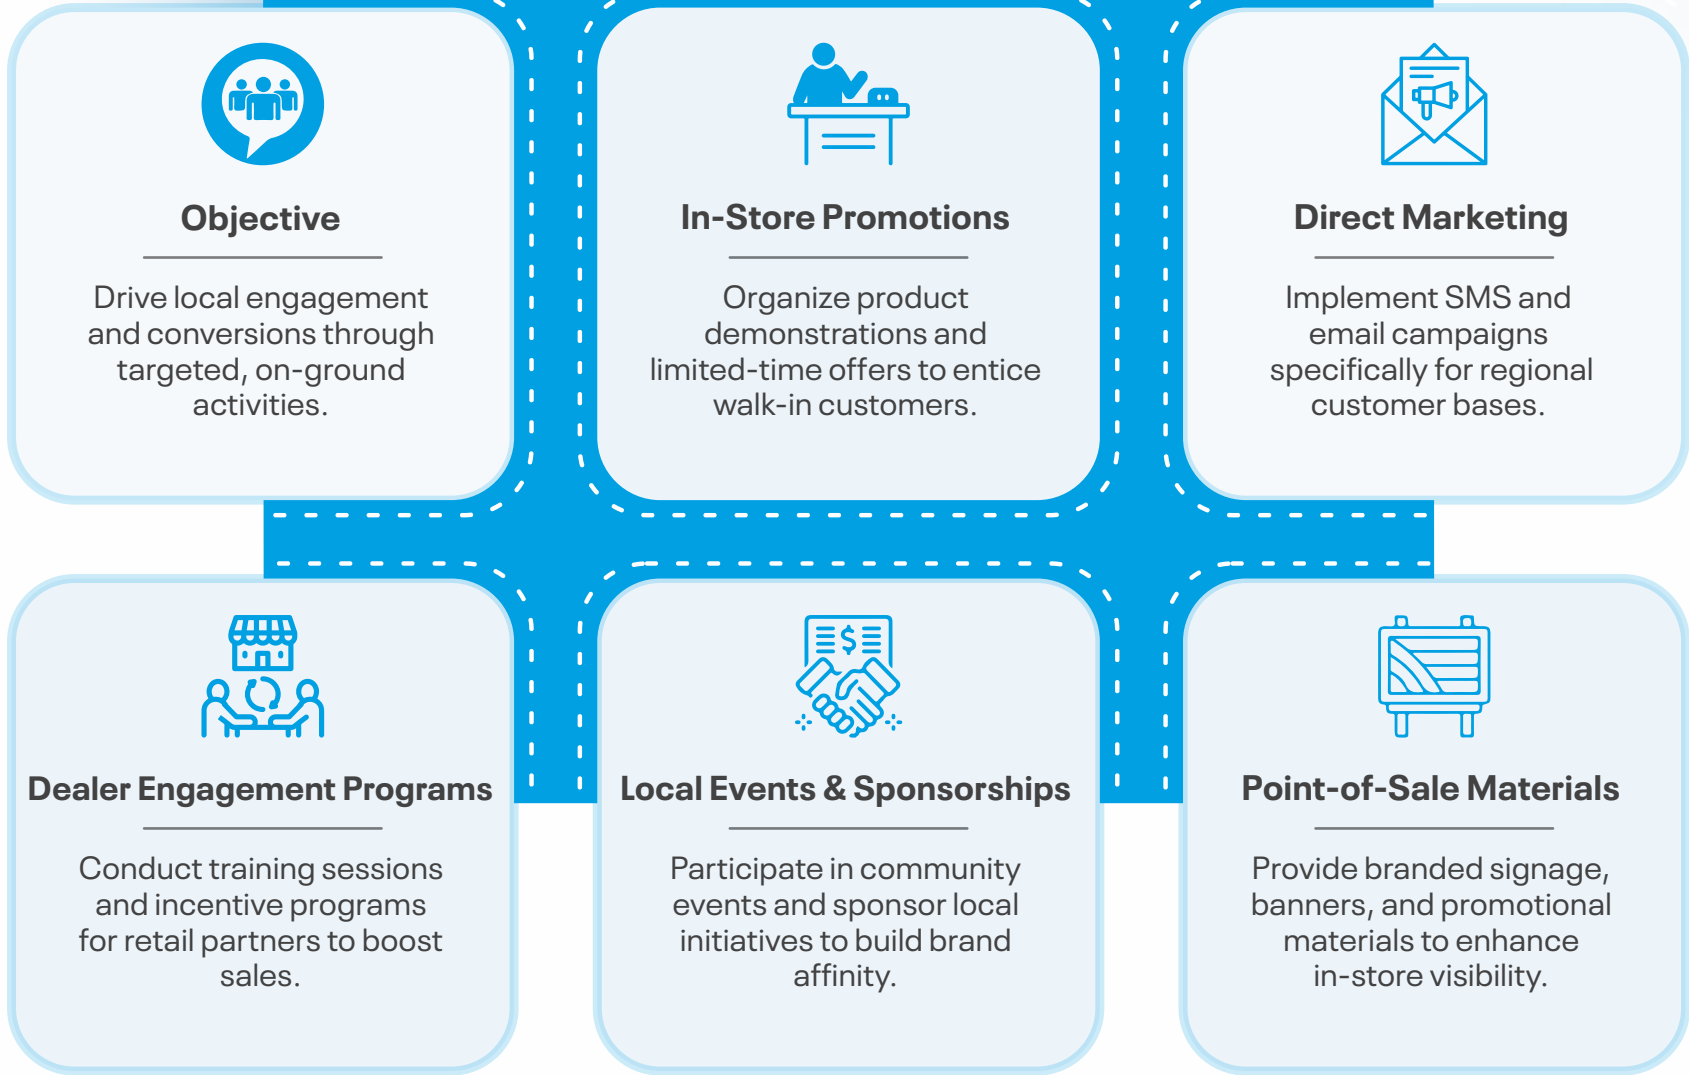 Objective
Drive local engagement
and conversions through
targeted, on-ground
activities.
In-Store Promotions
Organize product
demonstrations and
limited-time offers to entice
walk-in customers.
Direct Marketing
Implement SMS and
email campaigns
specifically for regional
customer bases.
Dealer Engagement Programs
Conduct training sessions
and incentive programs
for retail partners to boost
sales.
$
Local Events & Sponsorships
Participate in community
events and sponsor local
initiatives to build brand
affinity.
Point-of-Sale Materials
Provide branded signage,
banners, and promotional
materials to enhance
in-store visibility.